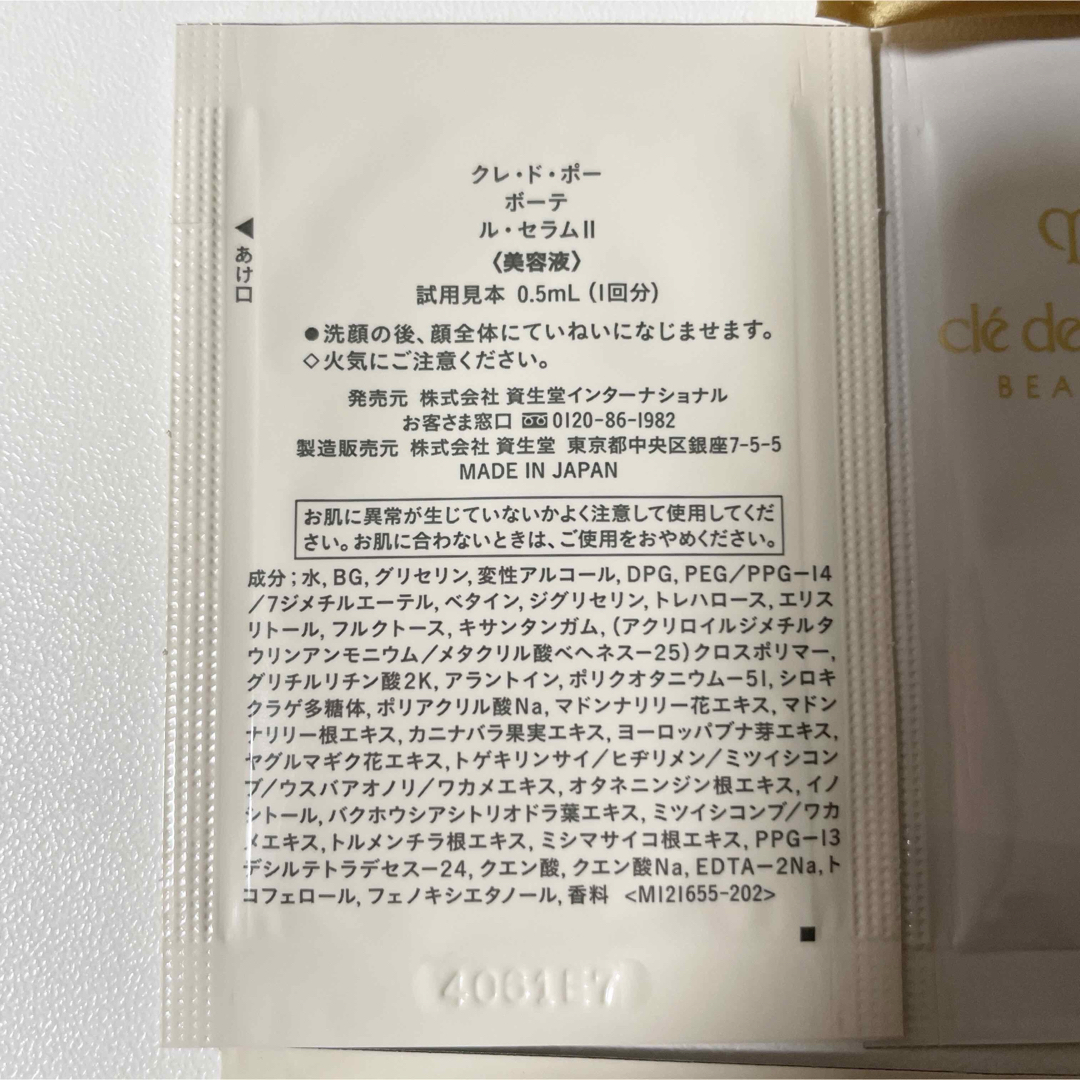 クレ・ド・ポー
ボーテ
ル・セラムⅡ
〈美容液〉
試用見本 0.5mL (1回分)
◀あけ口
●洗顔の後、顔全体にていねいになじませます。
◇火気にご注意ください。
発売元 株式会社 資生堂インターナショナル
お客さま窓口 0120-86-1982
製造販売元 株式会社 資生堂 東京都中央区銀座7-5-5
MADE IN JAPAN
お肌に異常が生じていないかよく注意して使用してくだ
さい。お肌に合わないときは、ご使用をおやめください。
成分；水, BG, グリセリン, 変性アルコール, DPG, PEG／PPG－14
／7ジメチルエーテル, ベタイン, ジグリセリン, トレハロース, エリス
リトール, フルクトース, キサンタンガム, (アクリロイルジメチルタ
ウリンアンモニウム／メタクリル酸ベヘネス－25)クロスポリマー,
グリチルリチン酸2K, アラントイン, ポリクオタニウム－51, シロキ
クラゲ多糖体, ポリアクリル酸Na, マドンナリリー花エキス, マドン
ナリリー根エキス, カニナバラ果実エキス, ヨーロッパブナ芽エキス,
ヤグルマギク花エキス, トゲキリンサイ／ヒヂリメン／ミツイシコン
ブ／ウスバアオノリ／ワカメエキス, オタネニンジン根エキス, イノ
シトール, バクホウシアシトリオドラ葉エキス, ミツイシコンブ／ワカ
メエキス, トルメンチラ根エキス, ミシマサイコ根エキス, PPG－13
デシルテトラデセス－24, クエン酸, クエン酸Na, EDTA－2Na, ト
コフェロール, フェノキシエタノール, 香料 <M121655-202>
4061E7
clé de
BEA